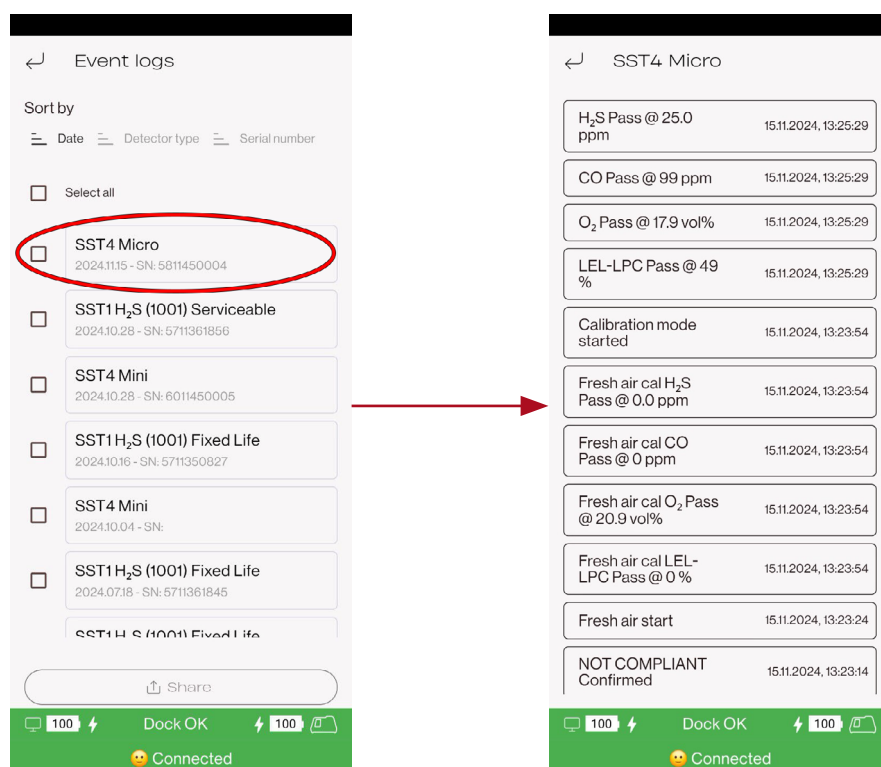 Event logs
Sort by
Date Detector type Serial number
Select all
SST4 Micro
2024.11.15 - SN: 5811450004
SST1 H₂S (1001) Serviceable
2024.10.28 - SN: 5711361856
SST4 Mini
2024.10.28 - SN: 6011450005
SST1 H₂S (1001) Fixed Life
2024.10.16 - SN: 5711350827
SST4 Mini
2024.10.04 - SN:
SST1 H₂S (1001) Fixed Life
2024.07.18 - SN: 5711361845
SST1 H S (1001) Fixed Life
Share
100 Dock OK 100
Connected
SST4 Micro
H₂S Pass @ 25.0
ppm
15.11.2024, 13:25:29
CO Pass @ 99 ppm
15.11.2024, 13:25:29
O₂ Pass @ 17.9 vol%
15.11.2024, 13:25:29
LEL-LPC Pass @ 49
%
15.11.2024, 13:25:29
Calibration mode
started
15.11.2024, 13:23:54
Fresh air cal H₂S
Pass @ 0.0 ppm
15.11.2024, 13:23:54
Fresh air cal CO
Pass @ 0 ppm
15.11.2024, 13:23:54
Fresh air cal O₂ Pass
@ 20.9 vol%
15.11.2024, 13:23:54
Fresh air cal LEL-
LPC Pass @ 0 %
15.11.2024, 13:23:54
Fresh air start
15.11.2024, 13:23:24
NOT COMPLIANT
Confirmed
15.11.2024, 13:23:14
100 Dock OK 100
Connected